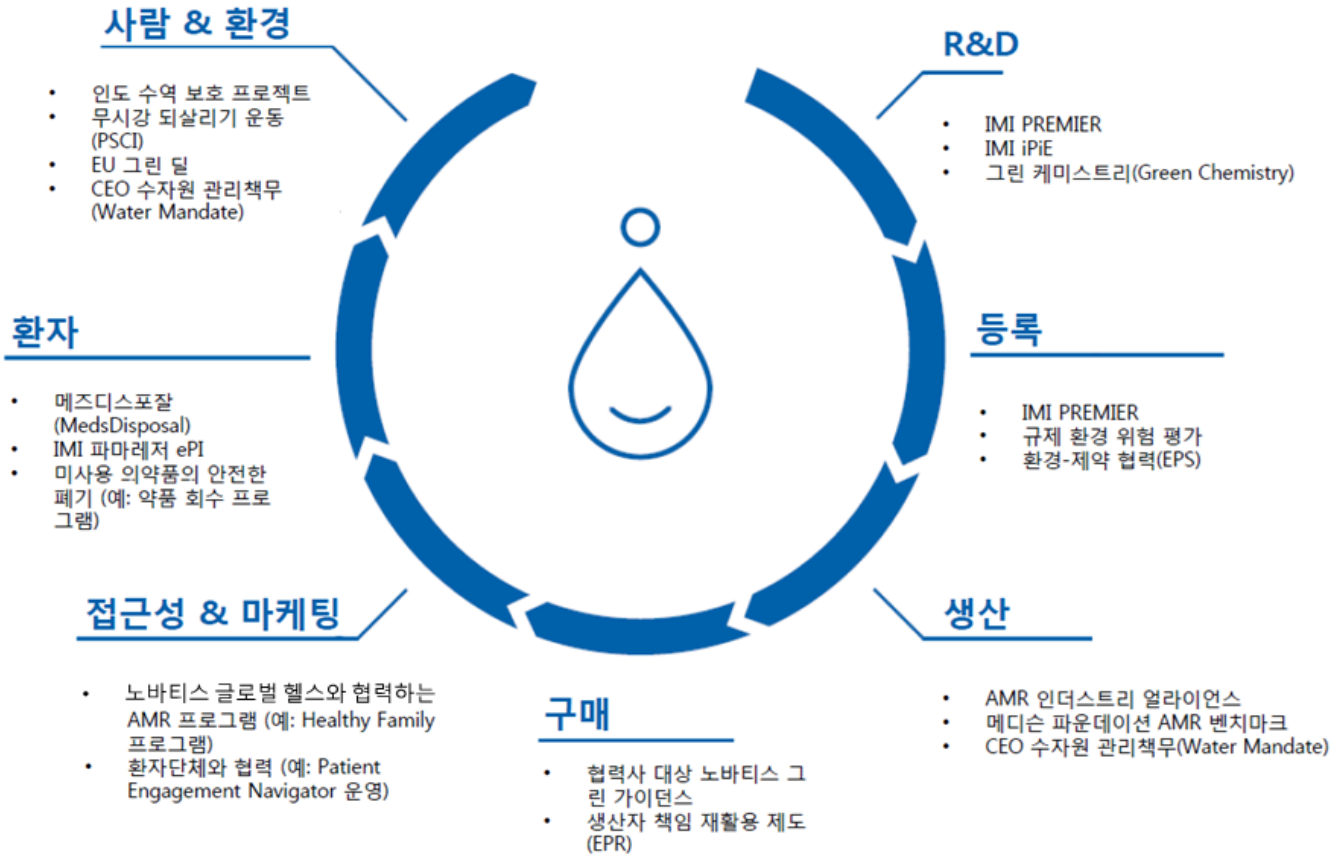 사람 & 환경
• 인도 수역 보호 프로젝트
• 무시강 되살리기 운동
(PSCI)
• EU 그린 딜
• CEO 수자원 관리책무
(Water Mandate)
R&D
• IMI PREMIER
• IMI iPiE
• 그린 케미스트리(Green Chemistry)
등록
• IMI PREMIER
• 규제 환경 위험 평가
• 환경-제약 협력(EPS)
생산
• AMR 인더스트리 얼라이언스
• 메디슨 파운데이션 AMR 벤치마크
• CEO 수자원 관리책무(Water Mandate)
구매
• 협력사 대상 노바티스 그
린 가이던스
• 생산자 책임 재활용 제도
(EPR)
접근성 & 마케팅
• 노바티스 글로벌 헬스와 협력하는
AMR 프로그램 (예: Healthy Family
프로그램)
• 환자단체와 협력 (예: Patient
Engagement Navigator 운영)
환자
• 메즈디스포잘
(MedsDisposal)
• IMI 파마레저 ePI
• 미사용 의약품의 안전한
폐기 (예: 약품 회수 프로
그램)